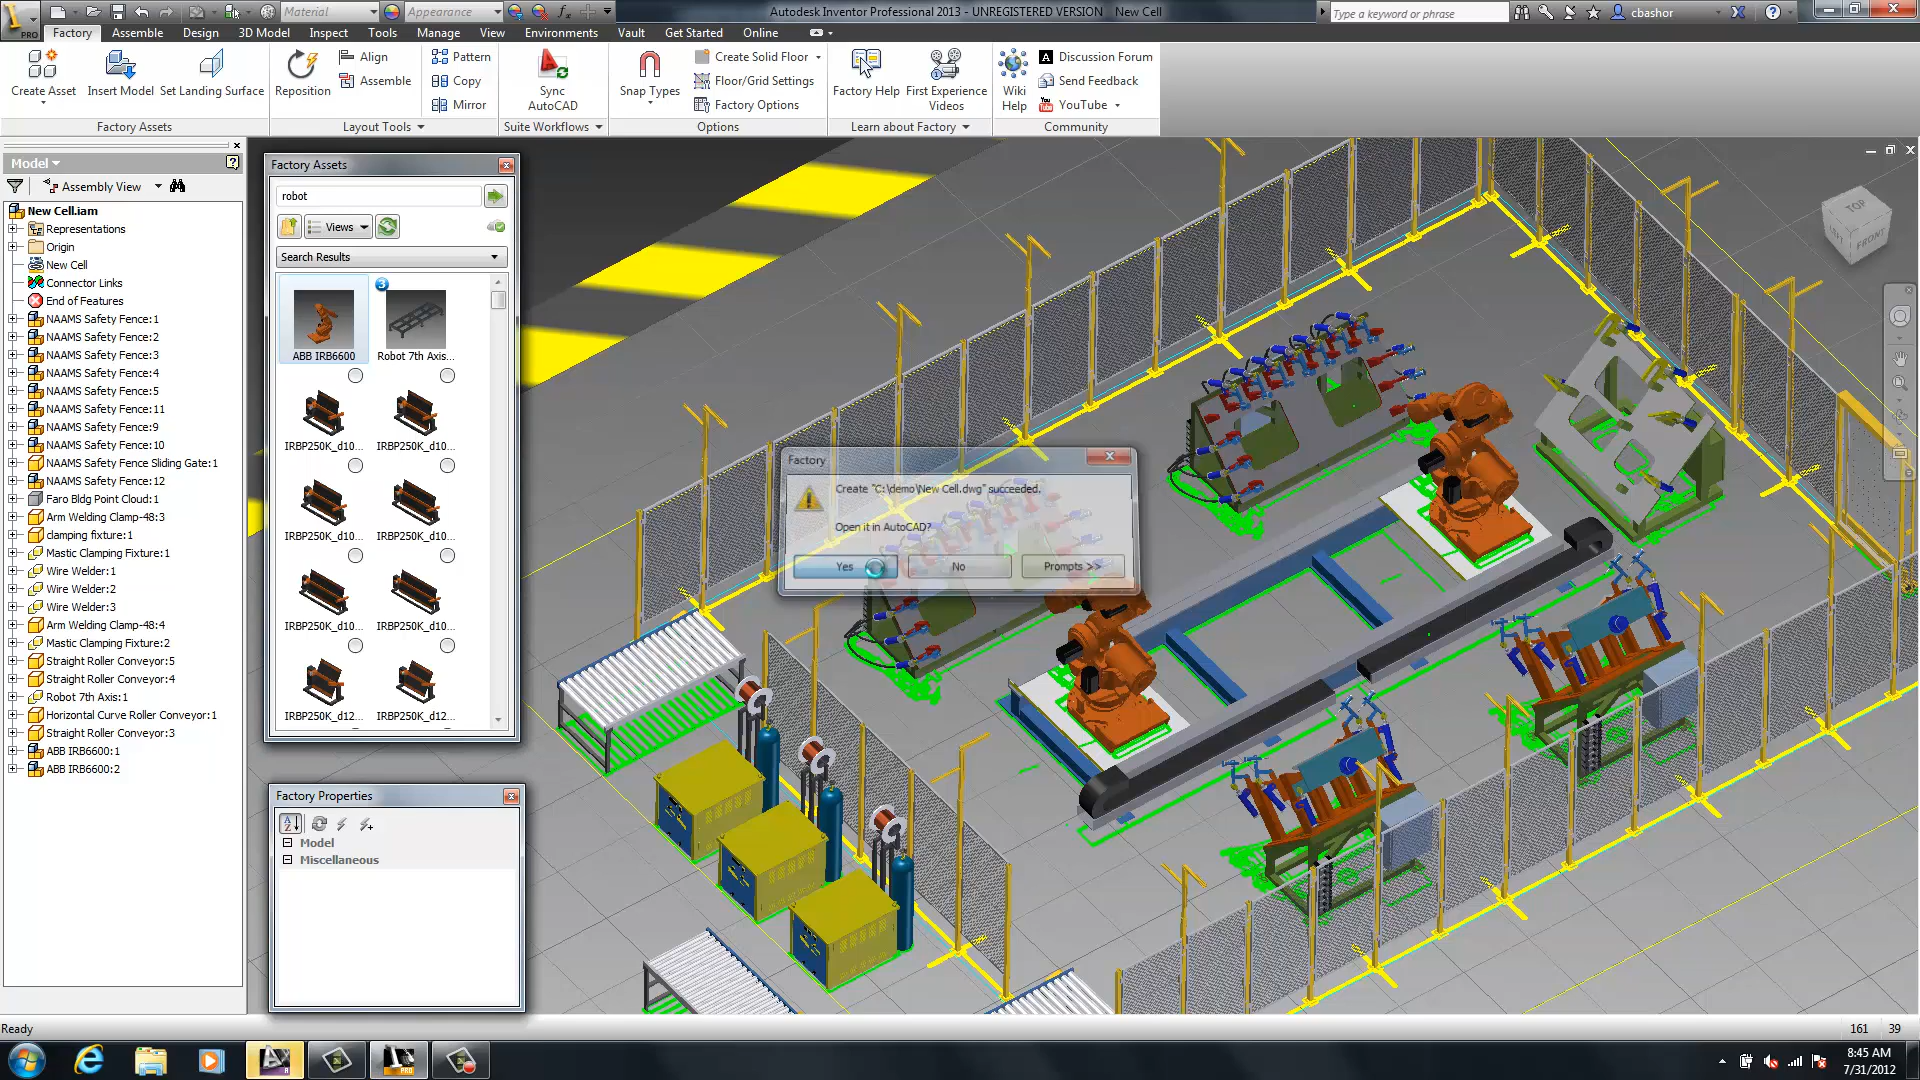 Material
Appearance
Autodesk Inventor Professional 2013 - UNREGISTERED VERSION New Cell
Type a keyword or phrase
cbashor
PRO
Factory Assemble Design 3D Model Inspect Tools Manage View Environments Vault Get Started Online
Create Asset
Insert Model
Set Landing Surface
Reposition
Align
Assemble
Pattern
Copy
Mirror
Sync
AutoCAD
Snap Types
Create Solid Floor
Floor/Grid Settings
Factory Options
Factory Help
First Experience
Videos
Wiki
Help
Discussion Forum
Send Feedback
YouTube
Factory Assets
Layout Tools
Suite Workflows
Options
Learn about Factory
Community
Model
Assembly View
New Cell.iam
Representations
Origin
New Cell
Connector Links
End of Features
NAAMS Safety Fence:1
NAAMS Safety Fence:2
NAAMS Safety Fence:3
NAAMS Safety Fence:4
NAAMS Safety Fence:5
NAAMS Safety Fence:11
NAAMS Safety Fence:9
NAAMS Safety Fence:10
NAAMS Safety Fence Sliding Gate:1
NAAMS Safety Fence:12
Faro Bldg Point Cloud:1
Arm Welding Clamp-48:3
clamping fixture:1
Mastic Clamping Fixture:1
Wire Welder:1
Wire Welder:2
Wire Welder:3
Arm Welding Clamp-48:4
Mastic Clamping Fixture:2
Straight Roller Conveyor:5
Straight Roller Conveyor:4
Robot 7th Axis:1
Horizontal Curve Roller Conveyor:1
Straight Roller Conveyor:3
ABB IRB6600:1
ABB IRB6600:2
Factory Assets
robot
Views
Search Results
3
ABB IRB6600 Robot 7th Axis...
IRBP250K_d10... IRBP250K_d10...
IRBP250K_d10... IRBP250K_d10...
IRBP250K_d10... IRBP250K_d10...
IRBP250K_d12... IRBP250K_d12...
Factory Properties
Model
Miscellaneous
Factory
Create "C:\demo\New Cell.dwg" succeeded.
Open it in AutoCAD?
Yes No Prompts >>
TOP
FRONT
Ready
161 39
PRO
8:45 AM
7/31/2012